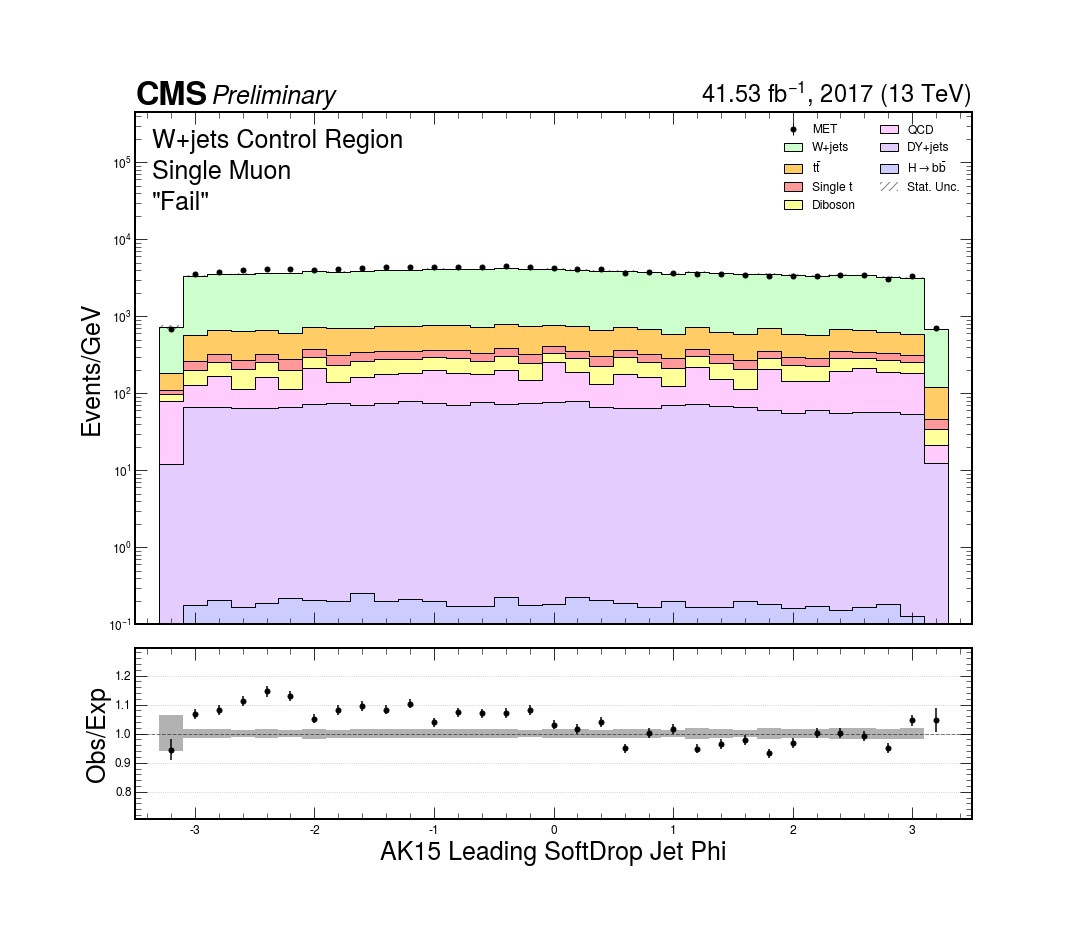 CMS Preliminary
41.53 fb⁻¹, 2017 (13 TeV)
W+jets Control Region
Single Muon
"Fail"
MET
W+jets
tt̄
Single t
Diboson
QCD
DY+jets
H→bb̄
Stat. Unc.
Events/GeV
10⁵
10⁴
10³
10²
10¹
10⁰
10⁻¹
Obs/Exp
1.2
1.1
1.0
0.9
0.8
-3 -2 -1 0 1 2 3
AK15 Leading SoftDrop Jet Phi